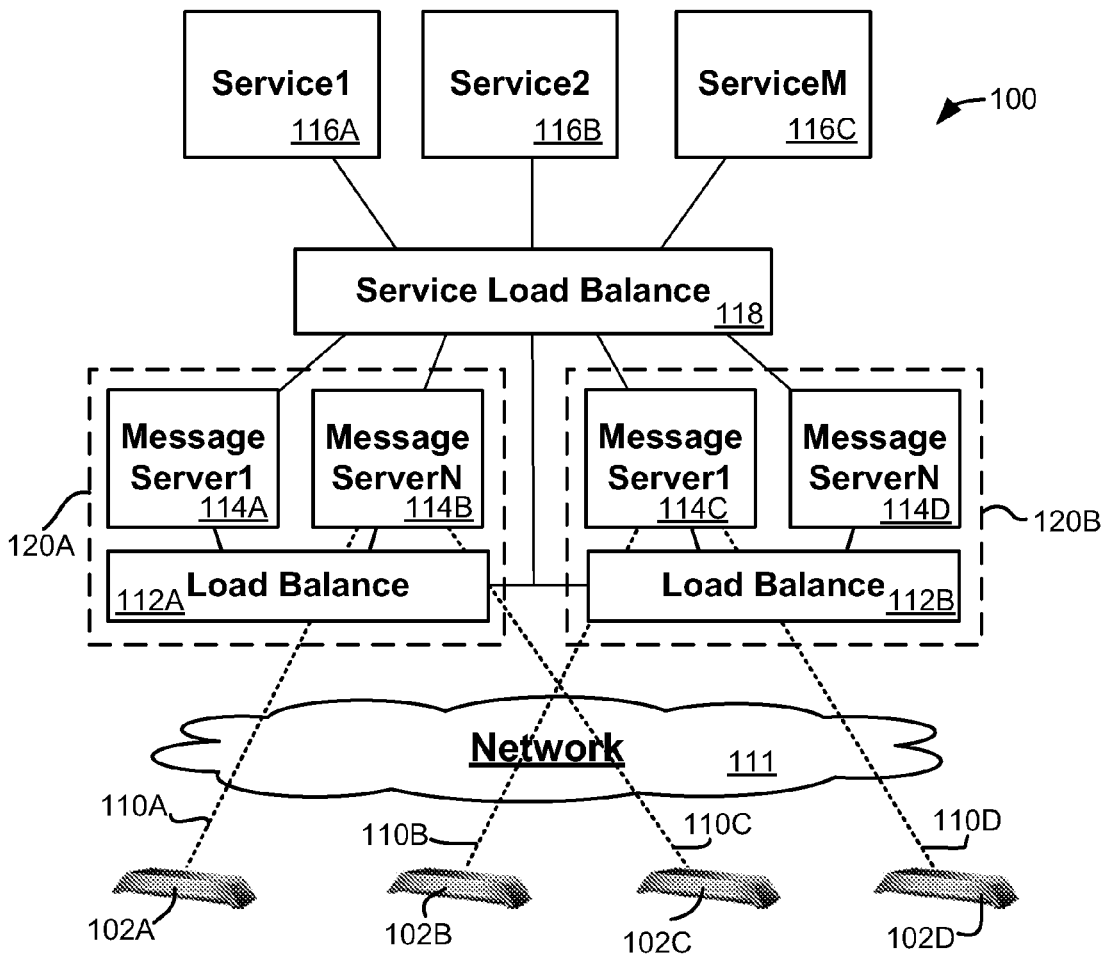 Service1
116A
Service2
116B
ServiceM
116C
100
Service Load Balance
118
Message
Server1
114A
Message
ServerN
114B
Message
Server1
114C
Message
ServerN
114D
120A
120B
Load Balance
112A
Load Balance
112B
Network
111
110A
110B
110C
110D
102A
102B
102C
102D